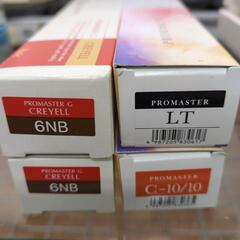 PROMASTER G
CREYELL
6NB
PROMASTER
LT
PROMASTER G
CREYELL
6NB
PROMASTER
C-10/10